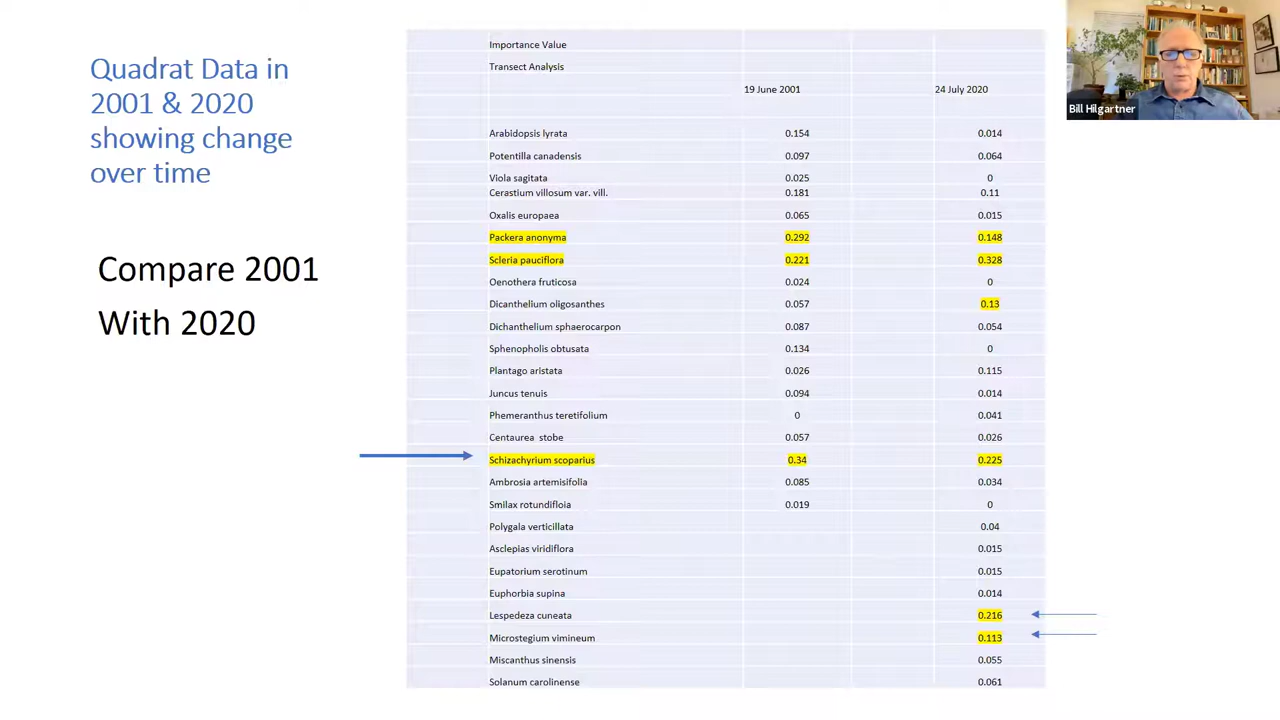 Quadrat Data in
2001 & 2020
showing change
over time
Compare 2001
With 2020
Importance Value
Transect Analysis
19 June 2001 24 July 2020
Arabidopsis lyrata 0.154 0.014
Potentilla canadensis 0.097 0.064
Viola sagitata 0.025 0
Cerastium villosum var. vill. 0.181 0.11
Oxalis europaea 0.065 0.015
Packera anonyma 0.292 0.148
Scleria pauciflora 0.221 0.328
Oenothera fruticosa 0.024 0
Dicanthelium oligosanthes 0.057 0.13
Dichanthelium sphaerocarpon 0.087 0.054
Sphenopholis obtusata 0.134 0
Plantago aristata 0.026 0.115
Juncus tenuis 0.094 0.014
Phemeranthus teretifolium 0 0.041
Centaurea stobe 0.057 0.026
Schizachyrium scoparius 0.34 0.225
Ambrosia artemisifolia 0.085 0.034
Smilax rotundifloia 0.019 0
Polygala verticillata 0.04
Asclepias viridiflora 0.015
Eupatorium serotinum 0.015
Euphorbia supina 0.014
Lespedeza cuneata 0.216
Microstegium vimineum 0.113
Miscanthus sinensis 0.055
Solanum carolinense 0.061
Bill Hilgartner